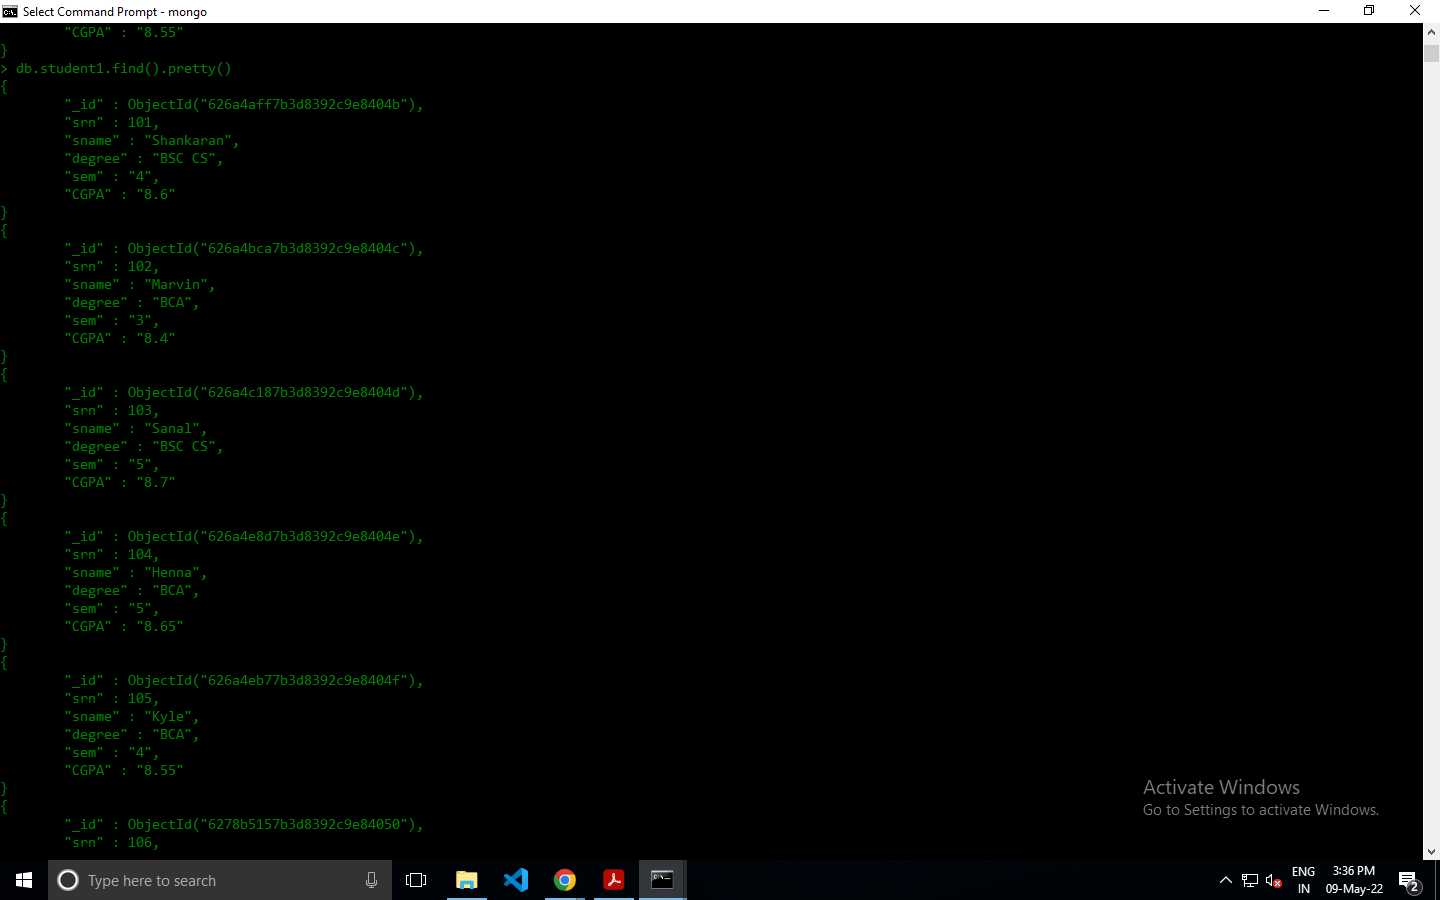 Select Command Prompt - mongo
"CGPA" : "8.55"
}
> db.student1.find().pretty()
{
"_id" : ObjectId("626a4aff7b3d8392c9e8404b"),
"srn" : 101,
"sname" : "Shankaran",
"degree" : "BSC CS",
"sem" : "4",
"CGPA" : "8.6"
}
{
"_id" : ObjectId("626a4bca7b3d8392c9e8404c"),
"srn" : 102,
"sname" : "Marvin",
"degree" : "BCA",
"sem" : "3",
"CGPA" : "8.4"
}
{
"_id" : ObjectId("626a4c187b3d8392c9e8404d"),
"srn" : 103,
"sname" : "Sanal",
"degree" : "BSC CS",
"sem" : "5",
"CGPA" : "8.7"
}
{
"_id" : ObjectId("626a4e8d7b3d8392c9e8404e"),
"srn" : 104,
"sname" : "Henna",
"degree" : "BCA",
"sem" : "5",
"CGPA" : "8.65"
}
{
"_id" : ObjectId("626a4eb77b3d8392c9e8404f"),
"srn" : 105,
"sname" : "Kyle",
"degree" : "BCA",
"sem" : "4",
"CGPA" : "8.55"
}
{
"_id" : ObjectId("6278b5157b3d8392c9e84050"),
"srn" : 106,
Activate Windows
Go to Settings to activate Windows.
Type here to search
ENG
IN
3:36 PM
09-May-22
2